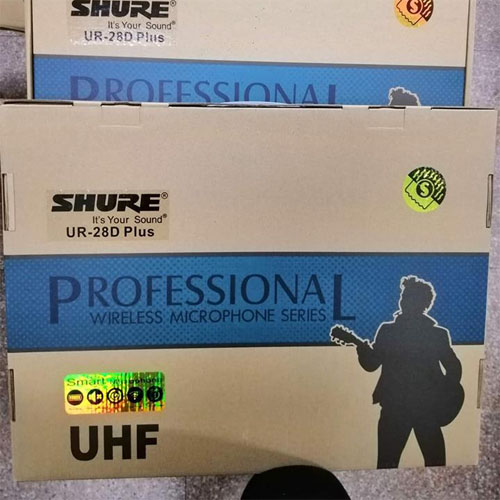 SHURE®
It's Your Sound
UR-28D Plus
S
PROFESSIONAL
SHURE®
It's Your Sound®
UR-28D Plus
S
PROFESSIONAL
WIRELESS MICROPHONE SERIES
Smart
UHF